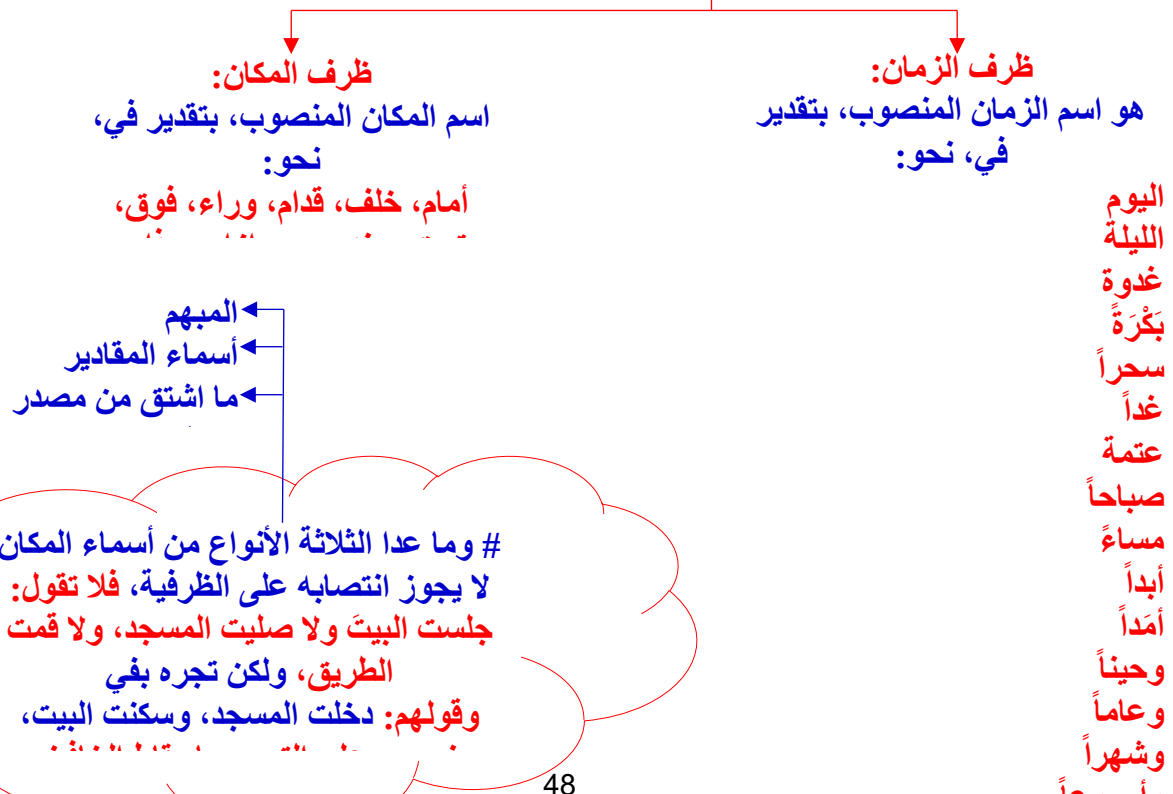 ظرف الزمان:
هو اسم الزمان المنصوب، بتقدير
في، نحو:
اليوم
الليلة
غدوة
بَكْرَةً
سحراً
غداً
عتمة
صباحاً
مساءً
أبداً
أمَداً
وحيناً
وعاماً
وشهراً
ظرف المكان:
اسم المكان المنصوب، بتقدير في،
نحو:
أمام، خلف، قدام، وراء، فوق،
المبهم
أسماء المقادير
ما اشتق من مصدر
# وما عدا الثلاثة الأنواع من أسماء المكان
لا يجوز انتصابه على الظرفية، فلا تقول:
جلست البيتَ ولا صليت المسجد، ولا قمت
الطريق، ولكن تجره بفي
وقولهم: دخلت المسجد، وسكنت البيت،
48